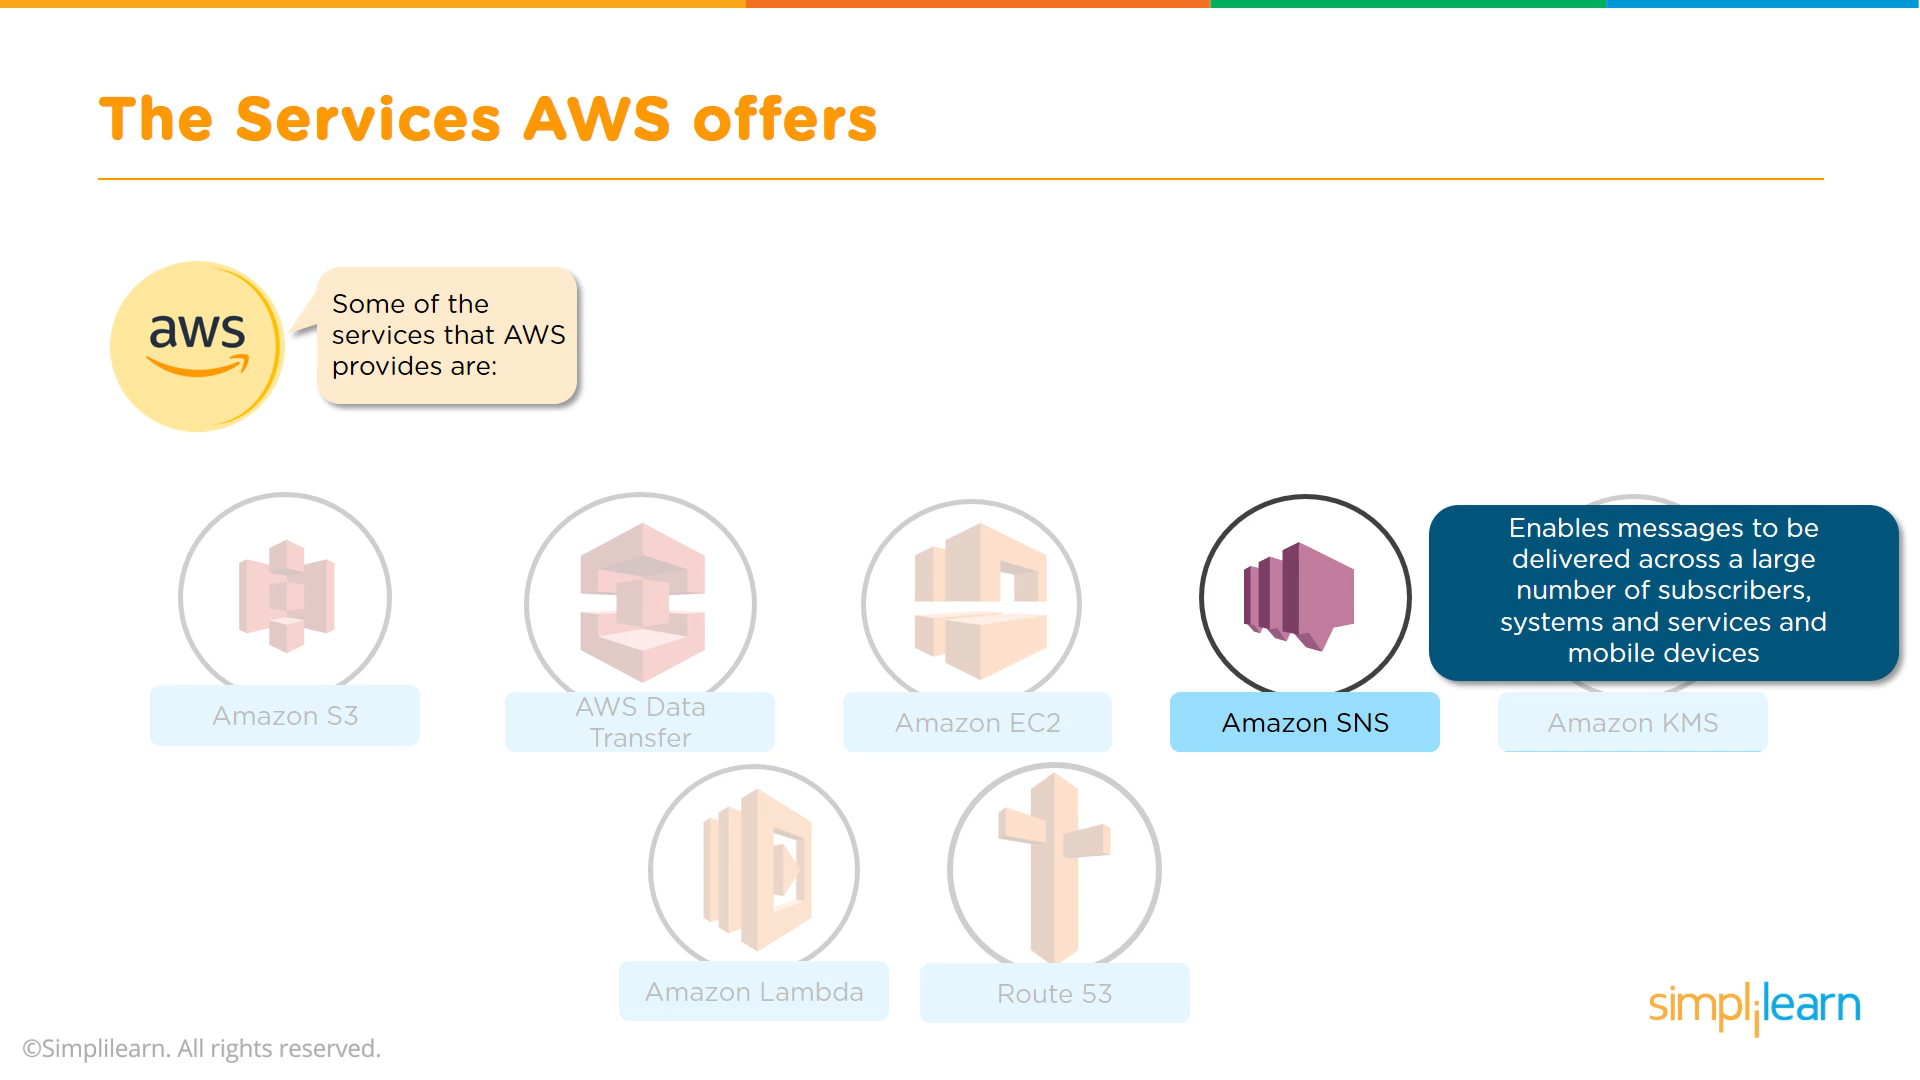 The Services AWS offers
aws
Some of the
services that AWS
provides are:
Enables messages to be
delivered across a large
number of subscribers,
systems and services and
mobile devices
Amazon S3
AWS Data
Transfer
Amazon EC2
Amazon SNS
Amazon KMS
Amazon Lambda
Route 53
simplilearn
©Simplilearn. All rights reserved.